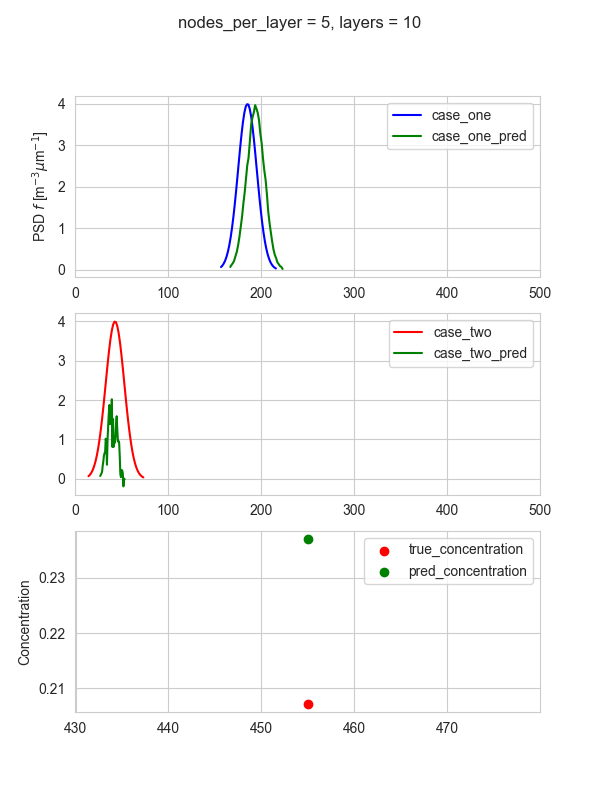 nodes_per_layer = 5, layers = 10
4
3
2
1
0
PSD f [m⁻³μm⁻¹]
case_one
case_one_pred
0 100 200 300 400 500
4
3
2
1
0
case_two
case_two_pred
0 100 200 300 400 500
0.23
0.22
0.21
Concentration
true_concentration
pred_concentration
430 440 450 460 470